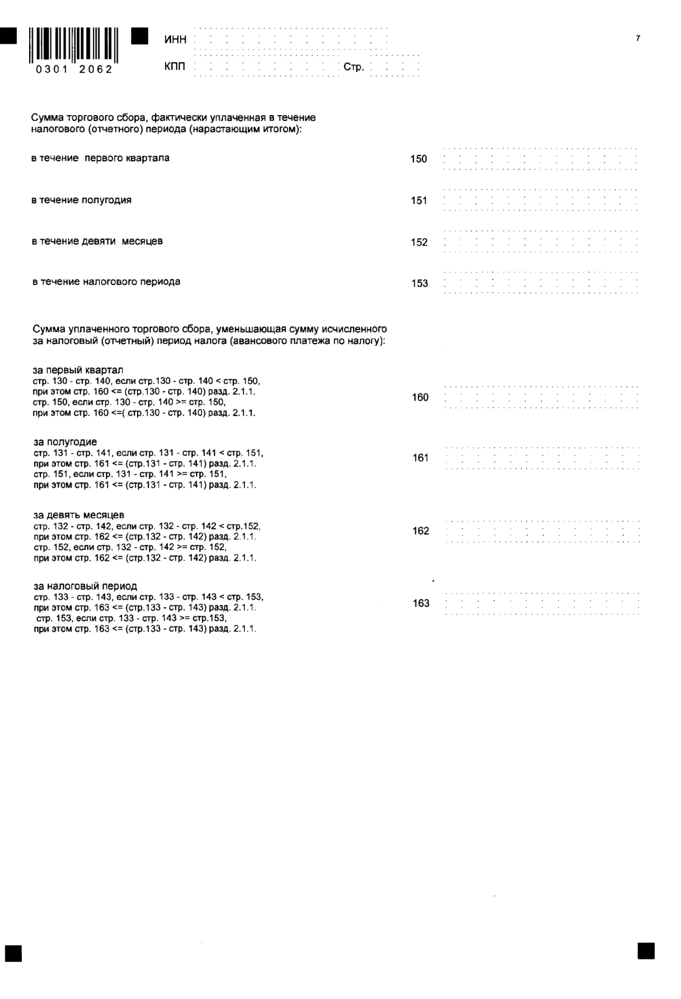 ИНН
7
0301 2062
КПП
Стр.
Сумма торгового сбора, фактически уплаченная в течение
налогового (отчетного) периода (нарастающим итогом):
в течение первого квартала 150
в течение полугодия 151
в течение девяти месяцев 152
в течение налогового периода 153
Сумма уплаченного торгового сбора, уменьшающая сумму исчисленного
за налоговый (отчетный) период налога (авансового платежа по налогу):
за первый квартал
стр. 130 - стр. 140, если стр.130 - стр. 140 < стр. 150,
при этом стр. 160 <= (стр.130 - стр. 140) разд. 2.1.1.
160
стр. 150, если стр. 130 - стр. 140 >= стр. 150,
при этом стр. 160 <=( стр.130 - стр. 140) разд. 2.1.1.
за полугодие
стр. 131 - стр. 141, если стр. 131 - стр. 141 < стр. 151,
161
при этом стр. 161 <= (стр.131 - стр. 141) разд. 2.1.1.
стр. 151, если стр. 131 - стр. 141 >= стр. 151,
при этом стр. 161 <= (стр.131 - стр. 141) разд. 2.1.1.
за девять месяцев
стр. 132 - стр. 142, если стр. 132 - стр. 142 < стр.152,
162
при этом стр. 162 <= (стр.132 - стр. 142) разд. 2.1.1.
стр. 152, если стр. 132 - стр. 142 >= стр. 152,
при этом стр. 162 <= (стр.132 - стр. 142) разд. 2.1.1.
за налоговый период
стр. 133 - стр. 143, если стр. 133 - стр. 143 < стр. 153,
163
при этом стр. 163 <= (стр.133 - стр. 143) разд. 2.1.1.
стр. 153, если стр. 133 - стр. 143 >= стр.153,
при этом стр. 163 <= (стр.133 - стр. 143) разд. 2.1.1.